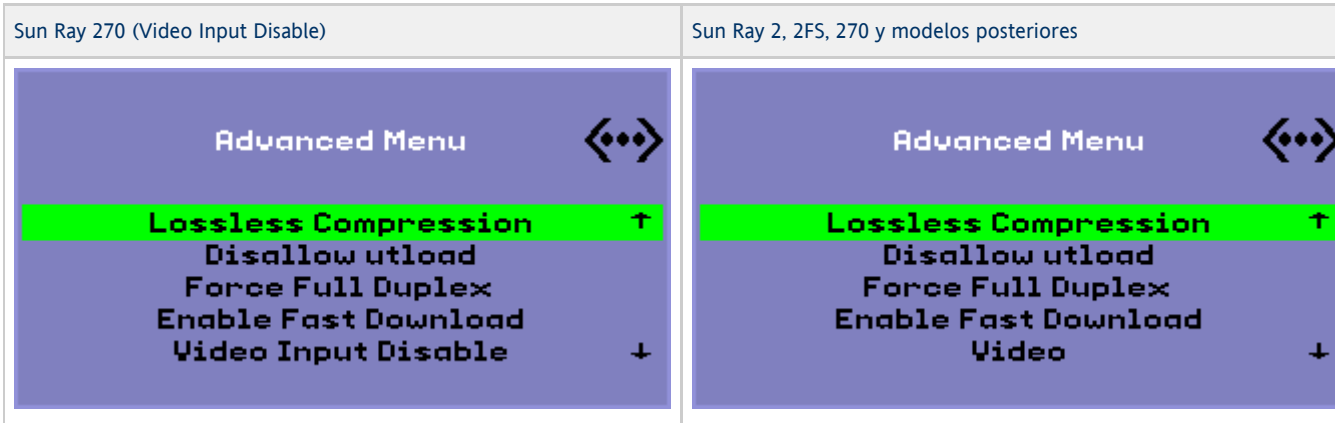 Sun Ray 270 (Video Input Disable)
Sun Ray 2, 2FS, 270 y modelos posteriores
Advanced Menu
Lossless Compression ↑
Disallow utload
Force Full Duplex
Enable Fast Download
Video Input Disable ↓
Advanced Menu
Lossless Compression ↑
Disallow utload
Force Full Duplex
Enable Fast Download
Video ↓